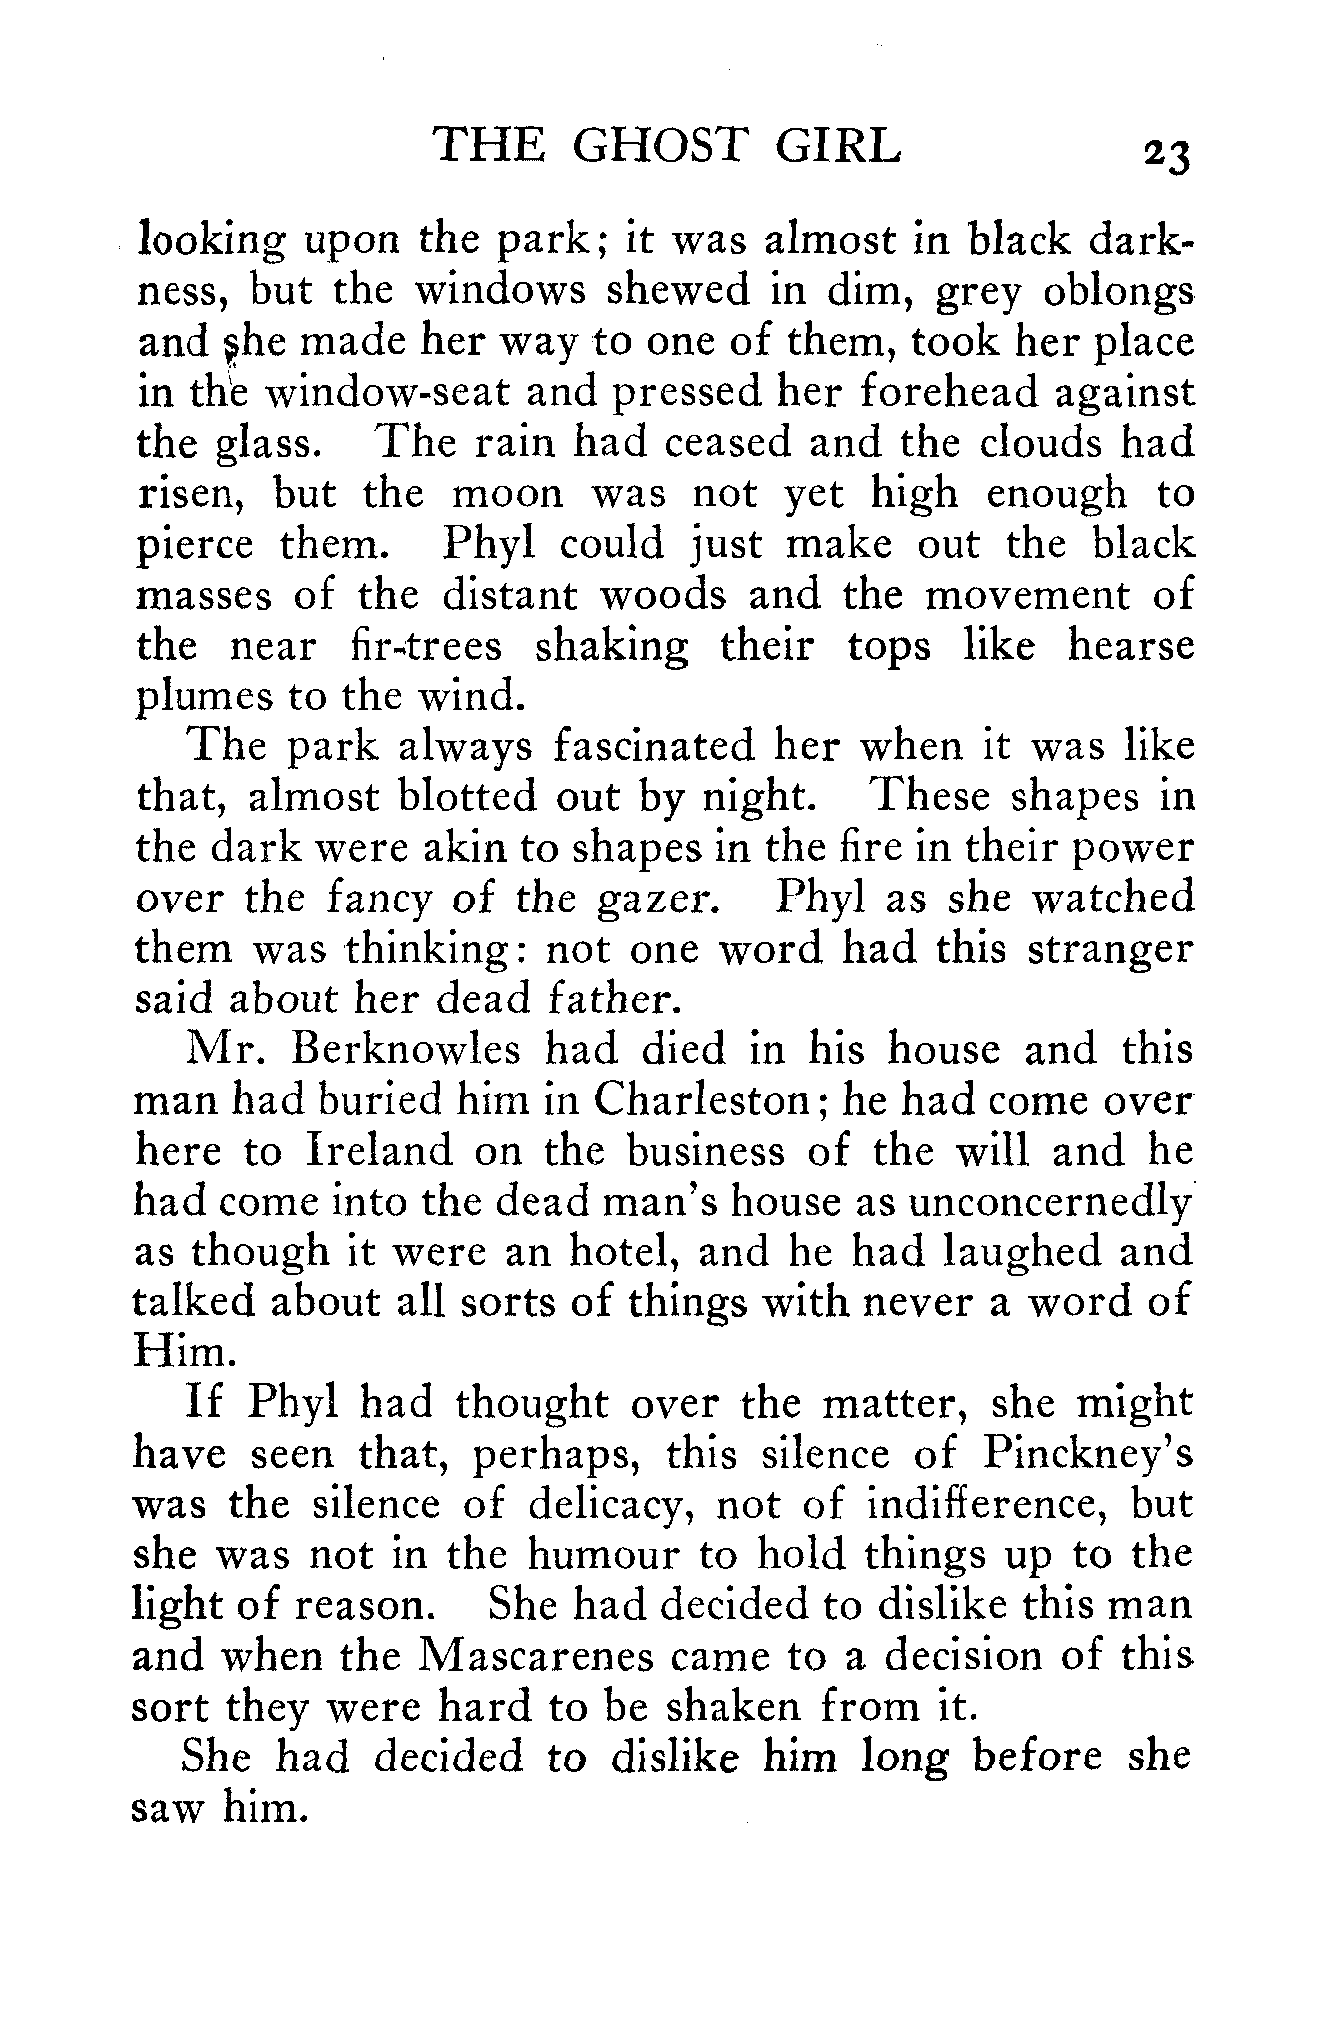 THE GHOST GIRL 23
looking upon the park; it was almost in black dark-
ness, but the windows shewed in dim, grey oblongs
and she made her way to one of them, took her place
in the window-seat and pressed her forehead against
the glass. The rain had ceased and the clouds had
risen, but the moon was not yet high enough to
pierce them. Phyl could just make out the black
masses of the distant woods and the movement of
the near fir-trees shaking their tops like hearse
plumes to the wind.
The park always fascinated her when it was like
that, almost blotted out by night. These shapes in
the dark were akin to shapes in the fire in their power
over the fancy of the gazer. Phyl as she watched
them was thinking: not one word had this stranger
said about her dead father.
Mr. Berknowles had died in his house and this
man had buried him in Charleston; he had come over
here to Ireland on the business of the will and he
had come into the dead man's house as unconcernedly
as though it were an hotel, and he had laughed and
talked about all sorts of things with never a word of
Him.
If Phyl had thought over the matter, she might
have seen that, perhaps, this silence of Pinckney's
was the silence of delicacy, not of indifference, but
she was not in the humour to hold things up to the
light of reason. She had decided to dislike this man
and when the Mascarenes came to a decision of this
sort they were hard to be shaken from it.
She had decided to dislike him long before she
saw him.